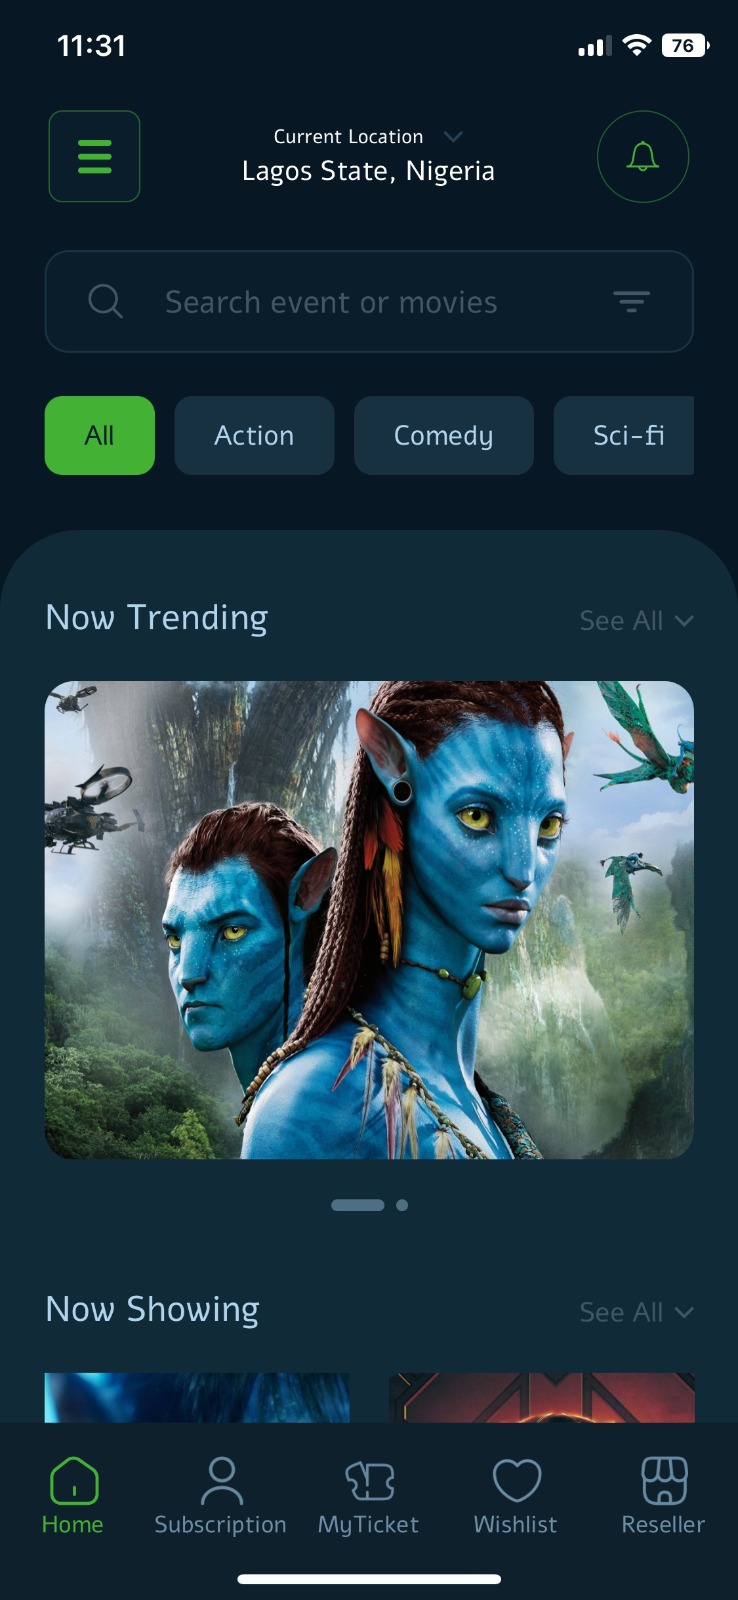 11:31
76
Current Location
Lagos State, Nigeria
Search event or movies
All
Action
Comedy
Sci-fi
Now Trending
See All
Now Showing
See All
Home
Subscription
MyTicket
Wishlist
Reseller